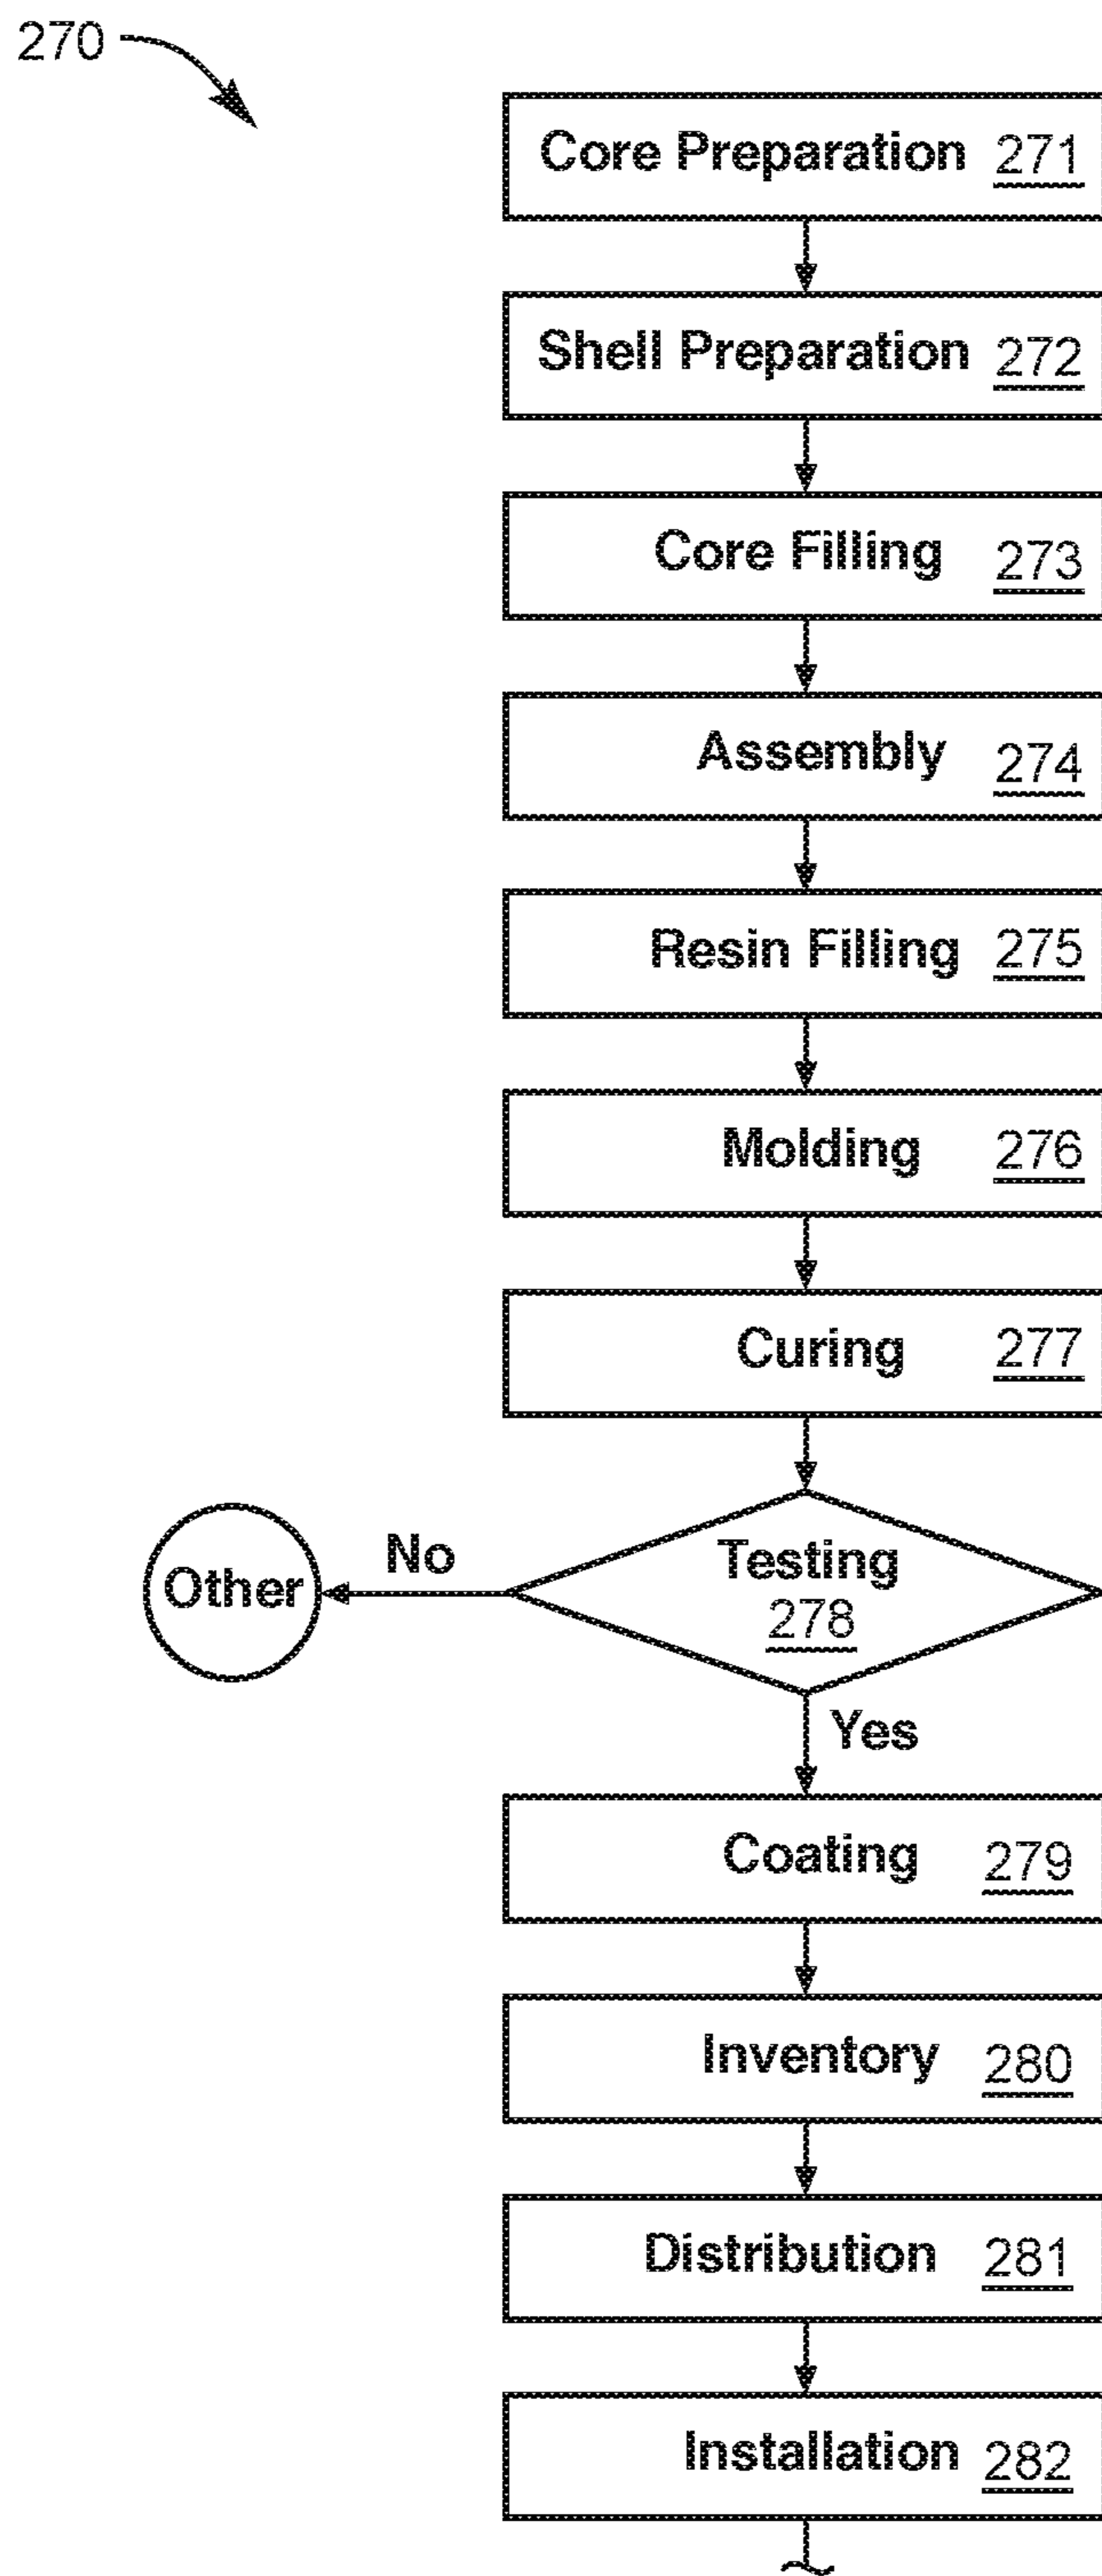 270
Core Preparation 271
Shell Preparation 272
Core Filling 273
Assembly 274
Resin Filling 275
Molding 276
Curing 277
Testing
278
No
Other
Yes
Coating 279
Inventory 280
Distribution 281
Installation 282